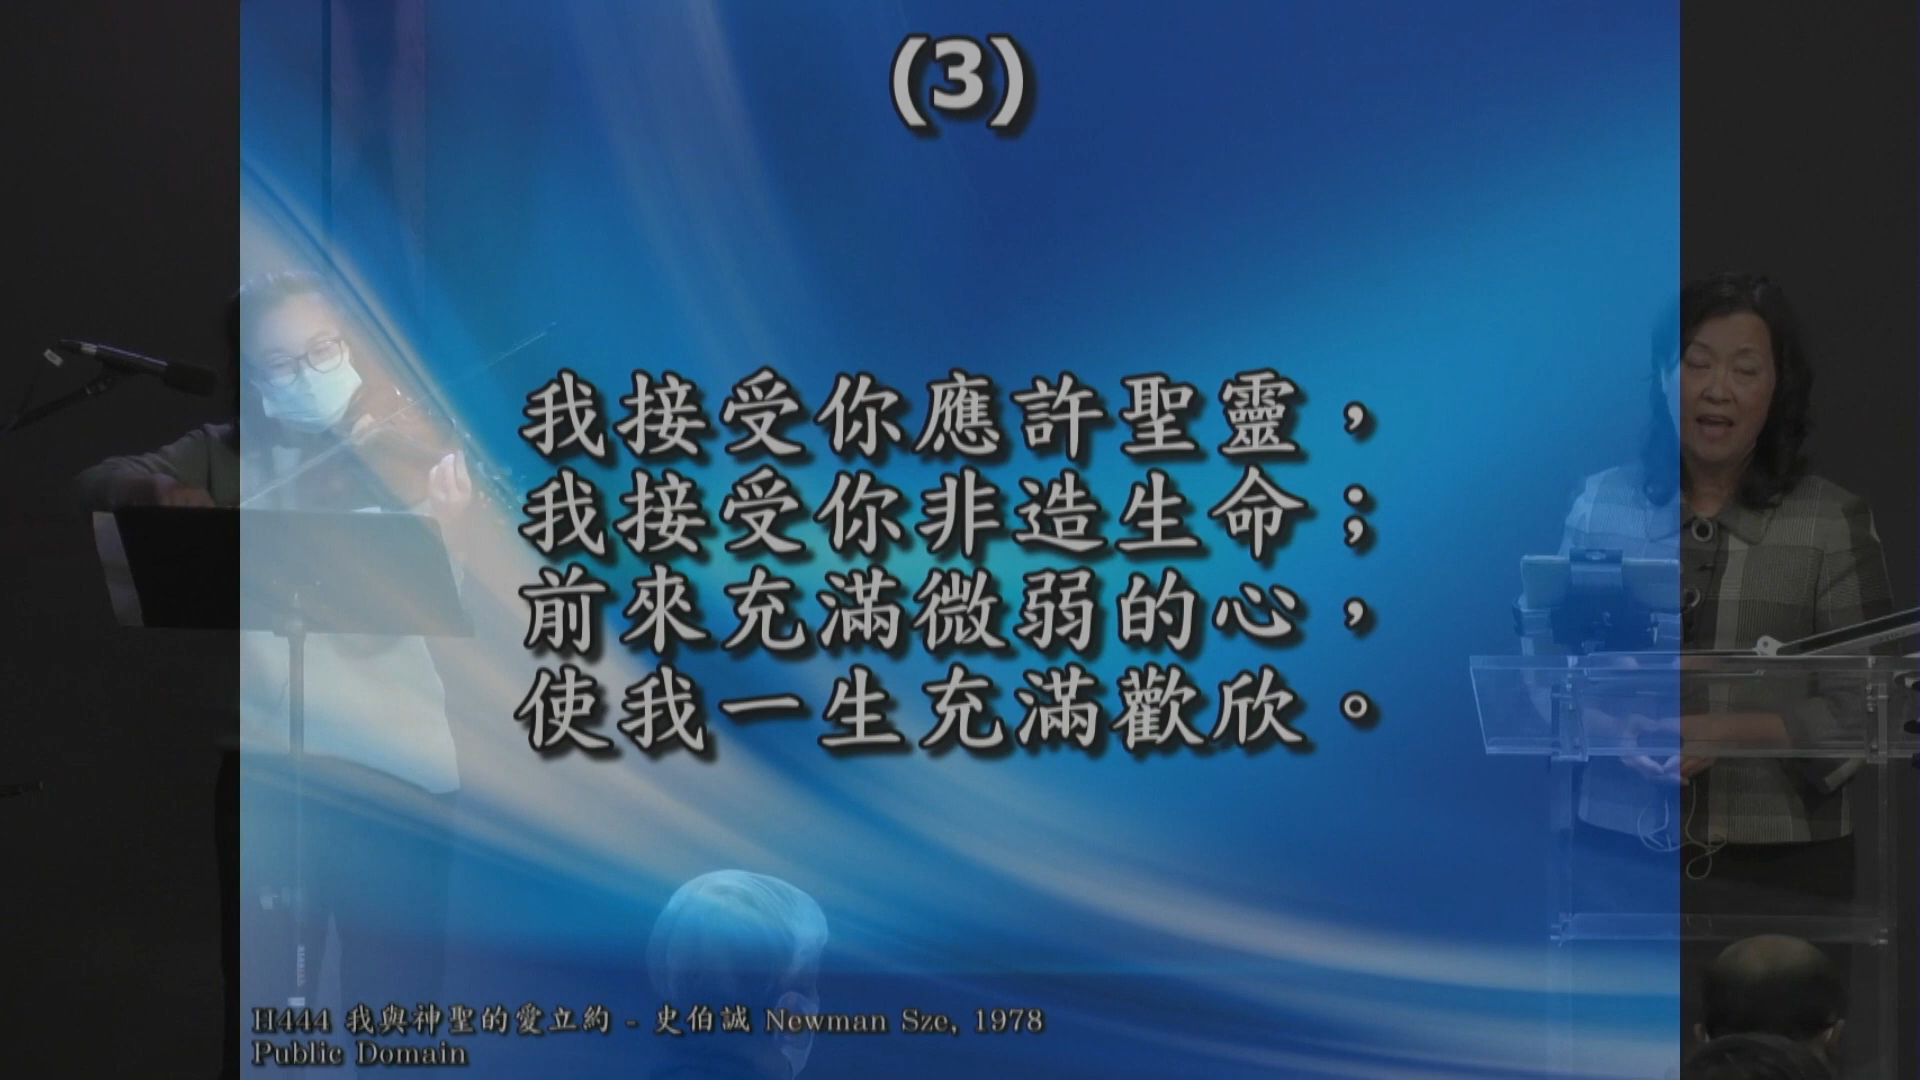 (3)
我接受你應許聖靈，
我接受你非造生命；
前來充滿微弱的心，
使我一生充滿歡欣。
H444 我與神聖的愛立約 - 史伯誠 Newman Sze, 1978
Public Domain